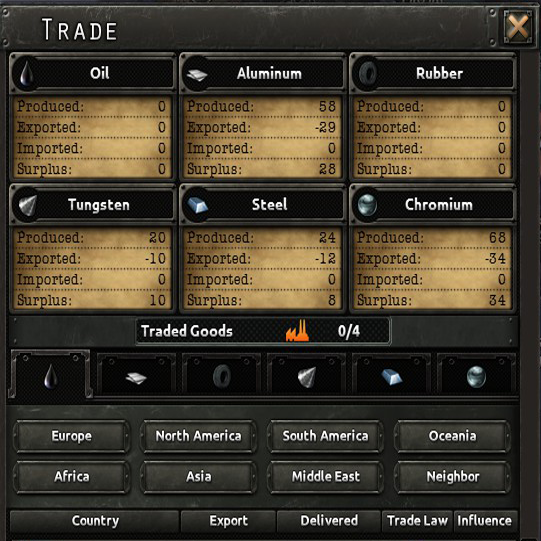 TRADE
Oil Aluminum Rubber
Produced: 0 Produced: 58 Produced: 0
Exported: 0 Exported: -29 Exported: 0
Imported: 0 Imported: 0 Imported: 0
Surplus: 0 Surplus: 28 Surplus: 0
Tungsten Steel Chromium
Produced: 20 Produced: 24 Produced: 68
Exported: -10 Exported: -12 Exported: -34
Imported: 0 Imported: 0 Imported: 0
Surplus: 10 Surplus: 8 Surplus: 34
Traded Goods 0/4
Europe North America South America Oceania
Africa Asia Middle East Neighbor
Country Export Delivered Trade Law Influence